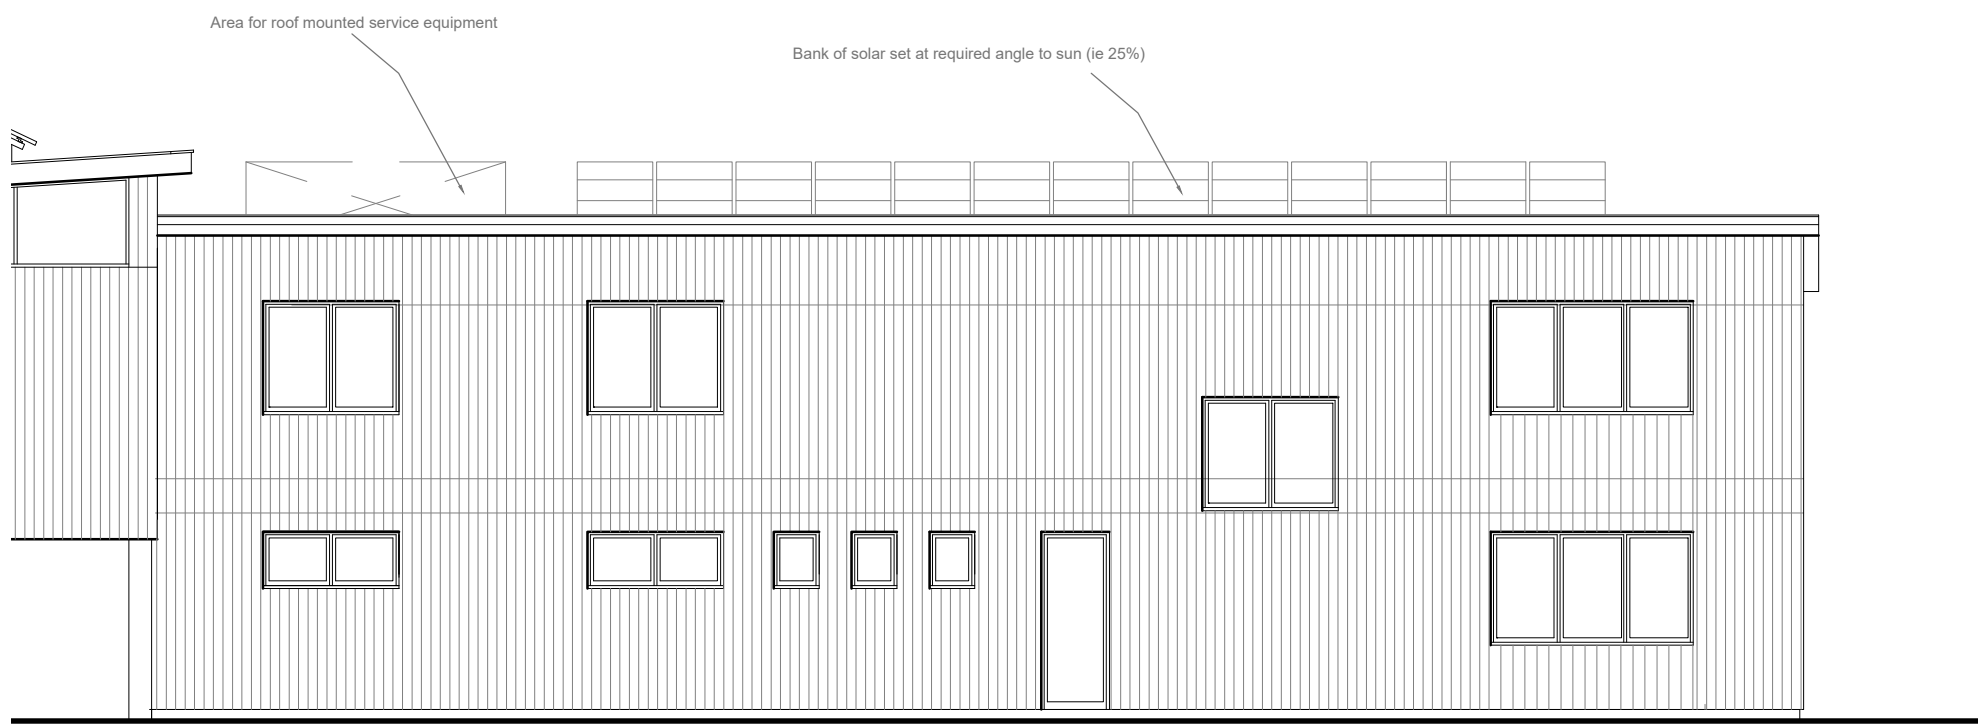 Area for roof mounted service equipment
Bank of solar set at required angle to sun (ie 25%)